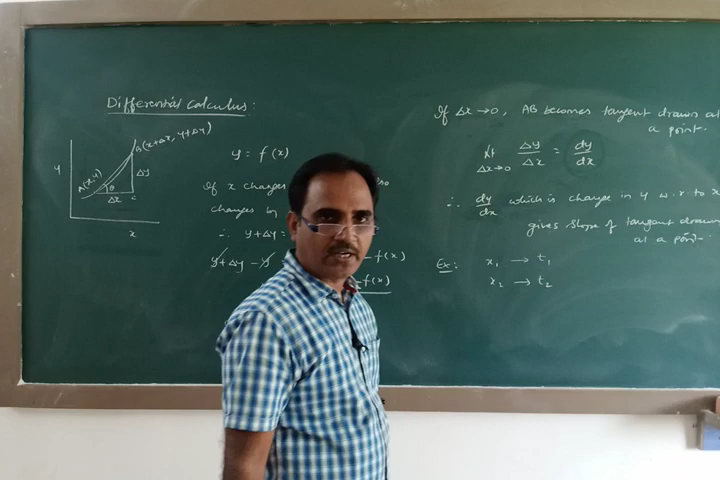 Differential calculus:
B(x+Δx, y+Δy)
y
A(x,y)
θ
Δy
Δx
c
x
y = f(x)
If x changes
changes in
∴ y+Δy =
y+Δy - y
- f(x)
- f(x)
If Δx → 0, AB becomes tangent drawn at
a point.
Lt Δy/Δx = dy/dx
Δx→0
∴ dy/dx which is change in y w.r.to x
gives slope of tangent drawn
at a point.
Ex: x₁ → t₁
x₂ → t₂